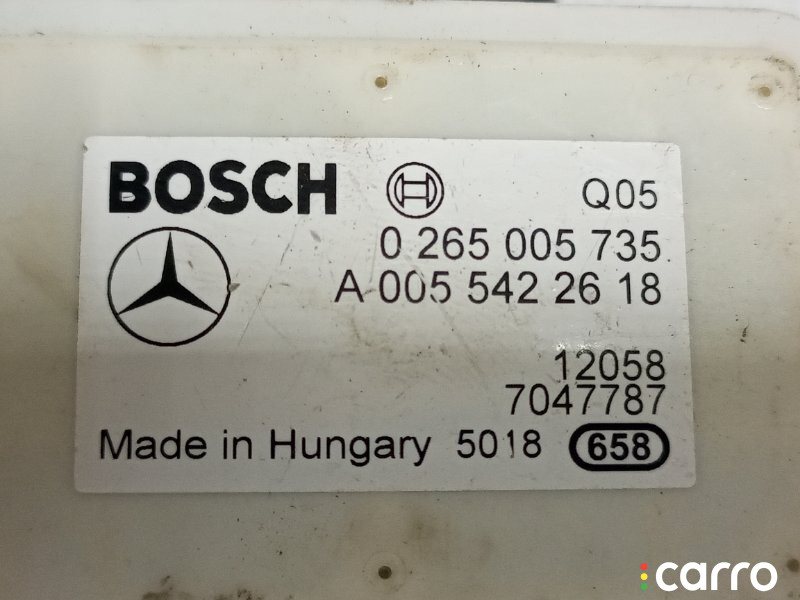 BOSCH Q05
0 265 005 735
A 005 542 26 18
12058
7047787
Made in Hungary 5018 658
carro